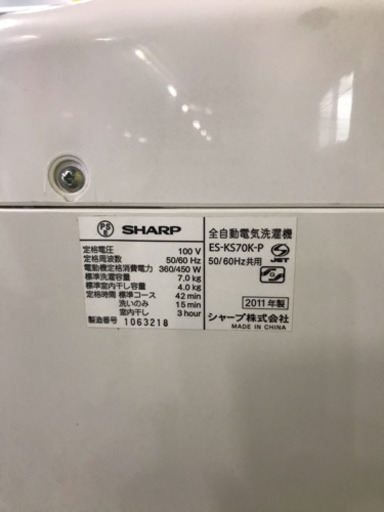 PS E SHARP
定格電圧 100 V
定格周波数 50/60 Hz
電動機定格消費電力 360/450 W
標準洗濯容量 7.0 kg
標準室内干し容量 4.0 kg
定格時間 標準コース 42 min
洗いのみ 15 min
室内干し 3 hour
製造番号 1063218
全自動電気洗濯機
ES-KS70K-P
50/60Hz共用
S JET
2011年製
シャープ株式会社
MADE IN CHINA